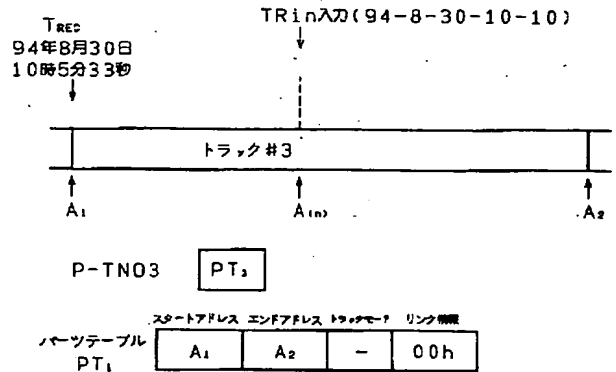 TREC
94年8月30日
10時5分33秒
TRin入力(94-8-30-10-10)
トラック#3
A1
A(n)
A2
P-TNO3
PT3
スタートアドレス エンドアドレス トラックモード リンク情報
パーツテーブル
PT1
A1 A2 - 00h